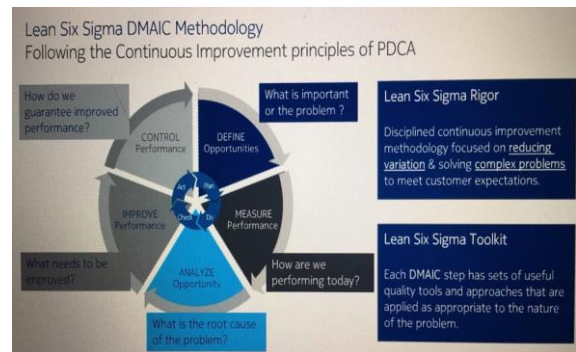 Lean Six Sigma DMAIC Methodology
Following the Continuous Improvement principles of PDCA
How do we
guarantee improved
performance?
What is important
or the problem ?
CONTROL
Performance
DEFINE
Opportunities
Act
Plan
Check
Do
IMPROVE
Performance
MEASURE
Performance
ANALYZE
Opportunity
What needs to be
improved?
How are we
performing today?
What is the root cause
of the problem?
Lean Six Sigma Rigor
Disciplined continuous improvement
methodology focused on reducing
variation & solving complex problems
to meet customer expectations.
Lean Six Sigma Toolkit
Each DMAIC step has sets of useful
quality tools and approaches that are
applied as appropriate to the nature
of the problem.